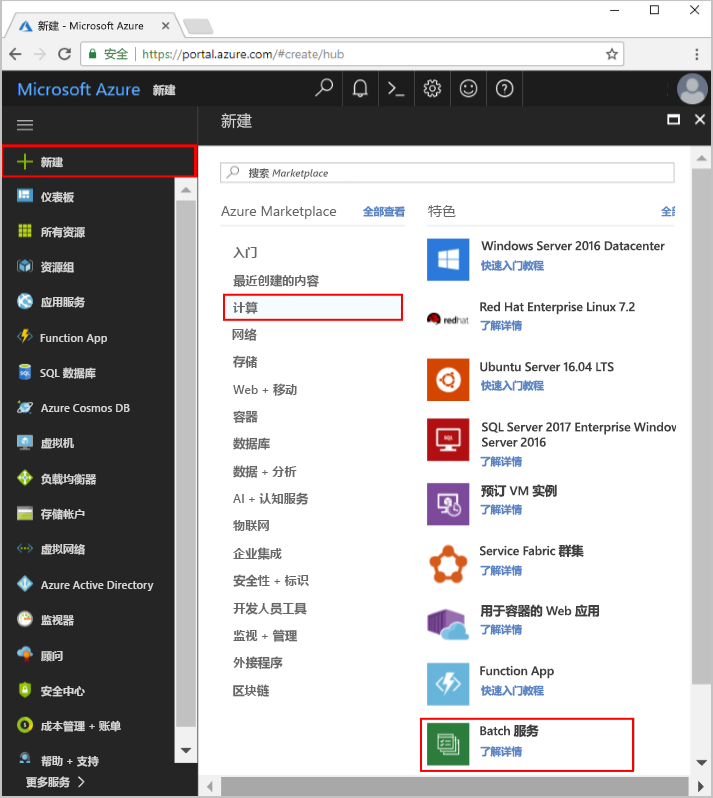 新建 - Microsoft Azure
安全 https://portal.azure.com/#create/hub
Microsoft Azure 新建
新建
新建
仪表板
所有资源
资源组
应用服务
Function App
SQL 数据库
Azure Cosmos DB
虚拟机
负载均衡器
存储帐户
虚拟网络
Azure Active Directory
监视器
顾问
安全中心
成本管理 + 账单
帮助 + 支持
更多服务
搜索 Marketplace
Azure Marketplace 全部查看
入门
最近创建的内容
计算
网络
存储
Web + 移动
容器
数据库
数据 + 分析
AI + 认知服务
物联网
企业集成
安全性 + 标识
开发人员工具
监视 + 管理
外接程序
区块链
特色
Windows Server 2016 Datacenter
快速入门教程
redhat
Red Hat Enterprise Linux 7.2
了解详情
Ubuntu Server 16.04 LTS
快速入门教程
SQL
SQL Server 2017 Enterprise Window
Server 2016
了解详情
预订 VM 实例
了解详情
Service Fabric 群集
了解详情
用于容器的 Web 应用
了解详情
Function App
快速入门教程
Batch 服务
了解详情